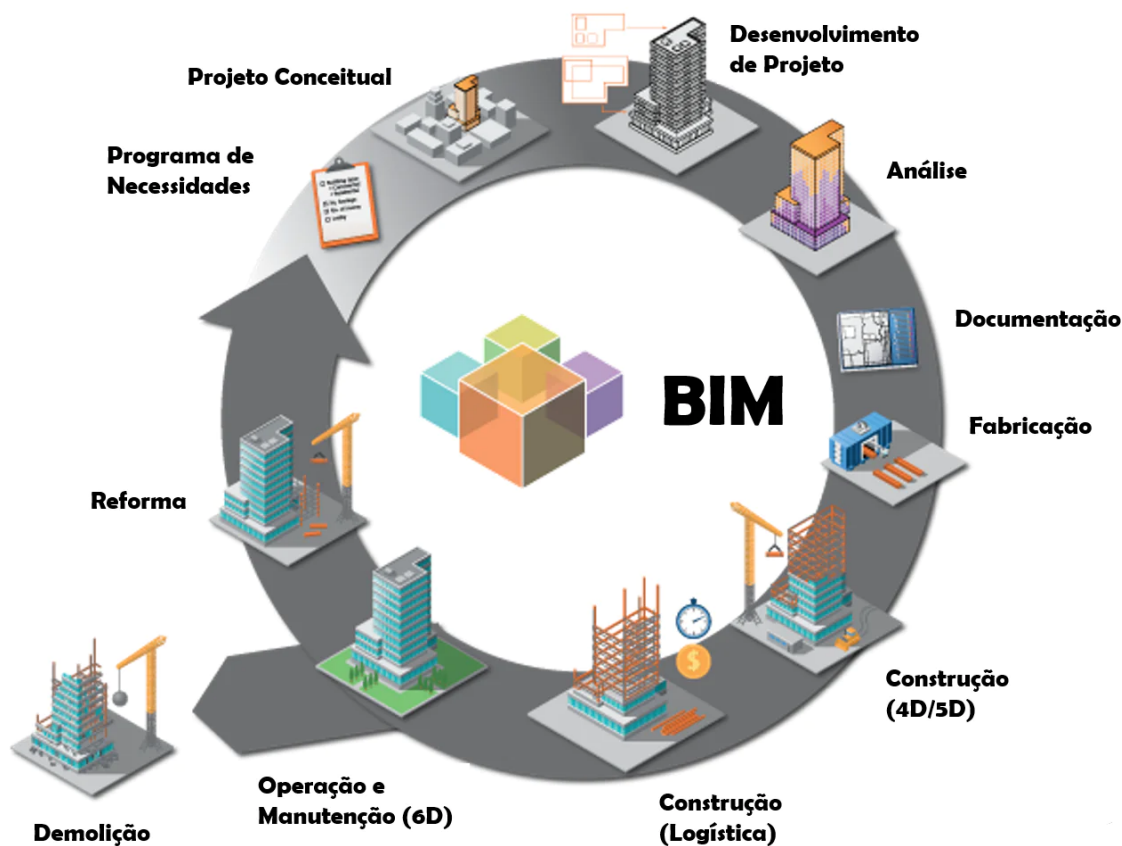 Projeto Conceitual
Desenvolvimento
de Projeto
Programa de
Necessidades
Análise
Documentação
Fabricação
BIM
Reforma
Construção
(4D/5D)
$
Construção
(Logística)
Operação e
Manutenção (6D)
Demolição